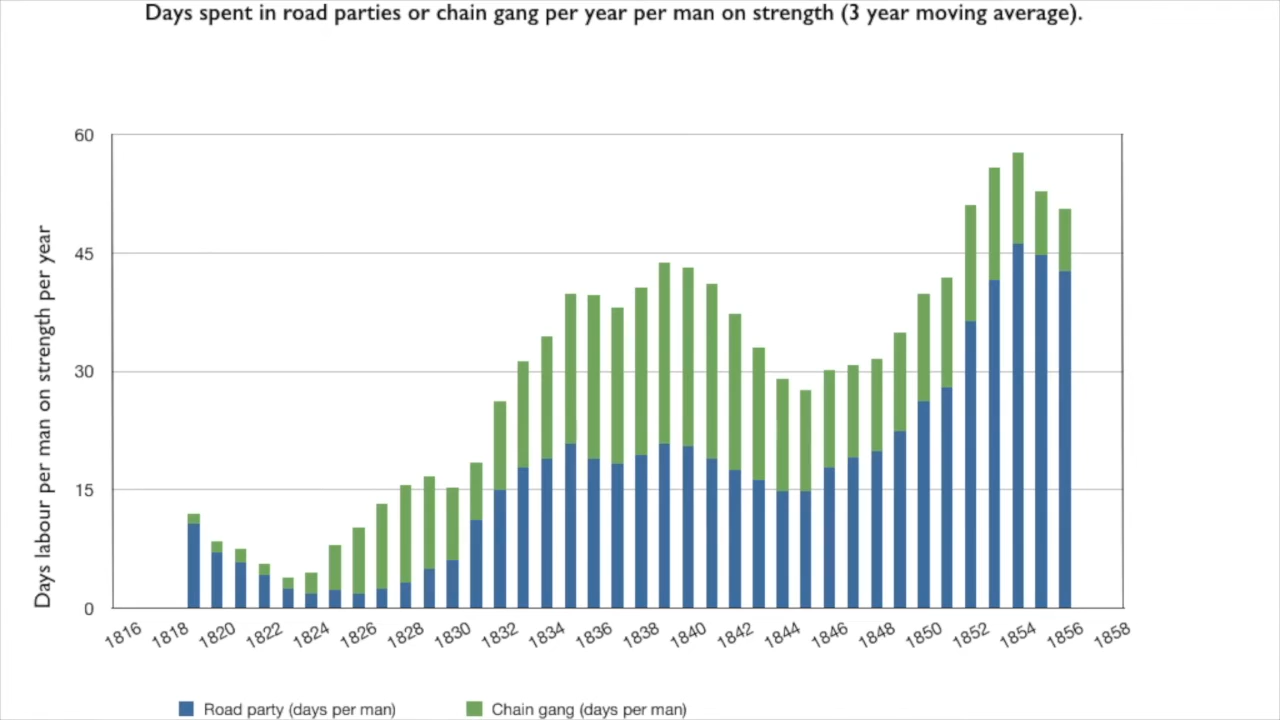 Days spent in road parties or chain gang per year per man on strength (3 year moving average).
Days labour per man on strength per year
60
45
30
15
0
1816 1818 1820 1822 1824 1826 1828 1830 1832 1834 1836 1838 1840 1842 1844 1846 1848 1850 1852 1854 1856 1858
Road party (days per man) Chain gang (days per man)